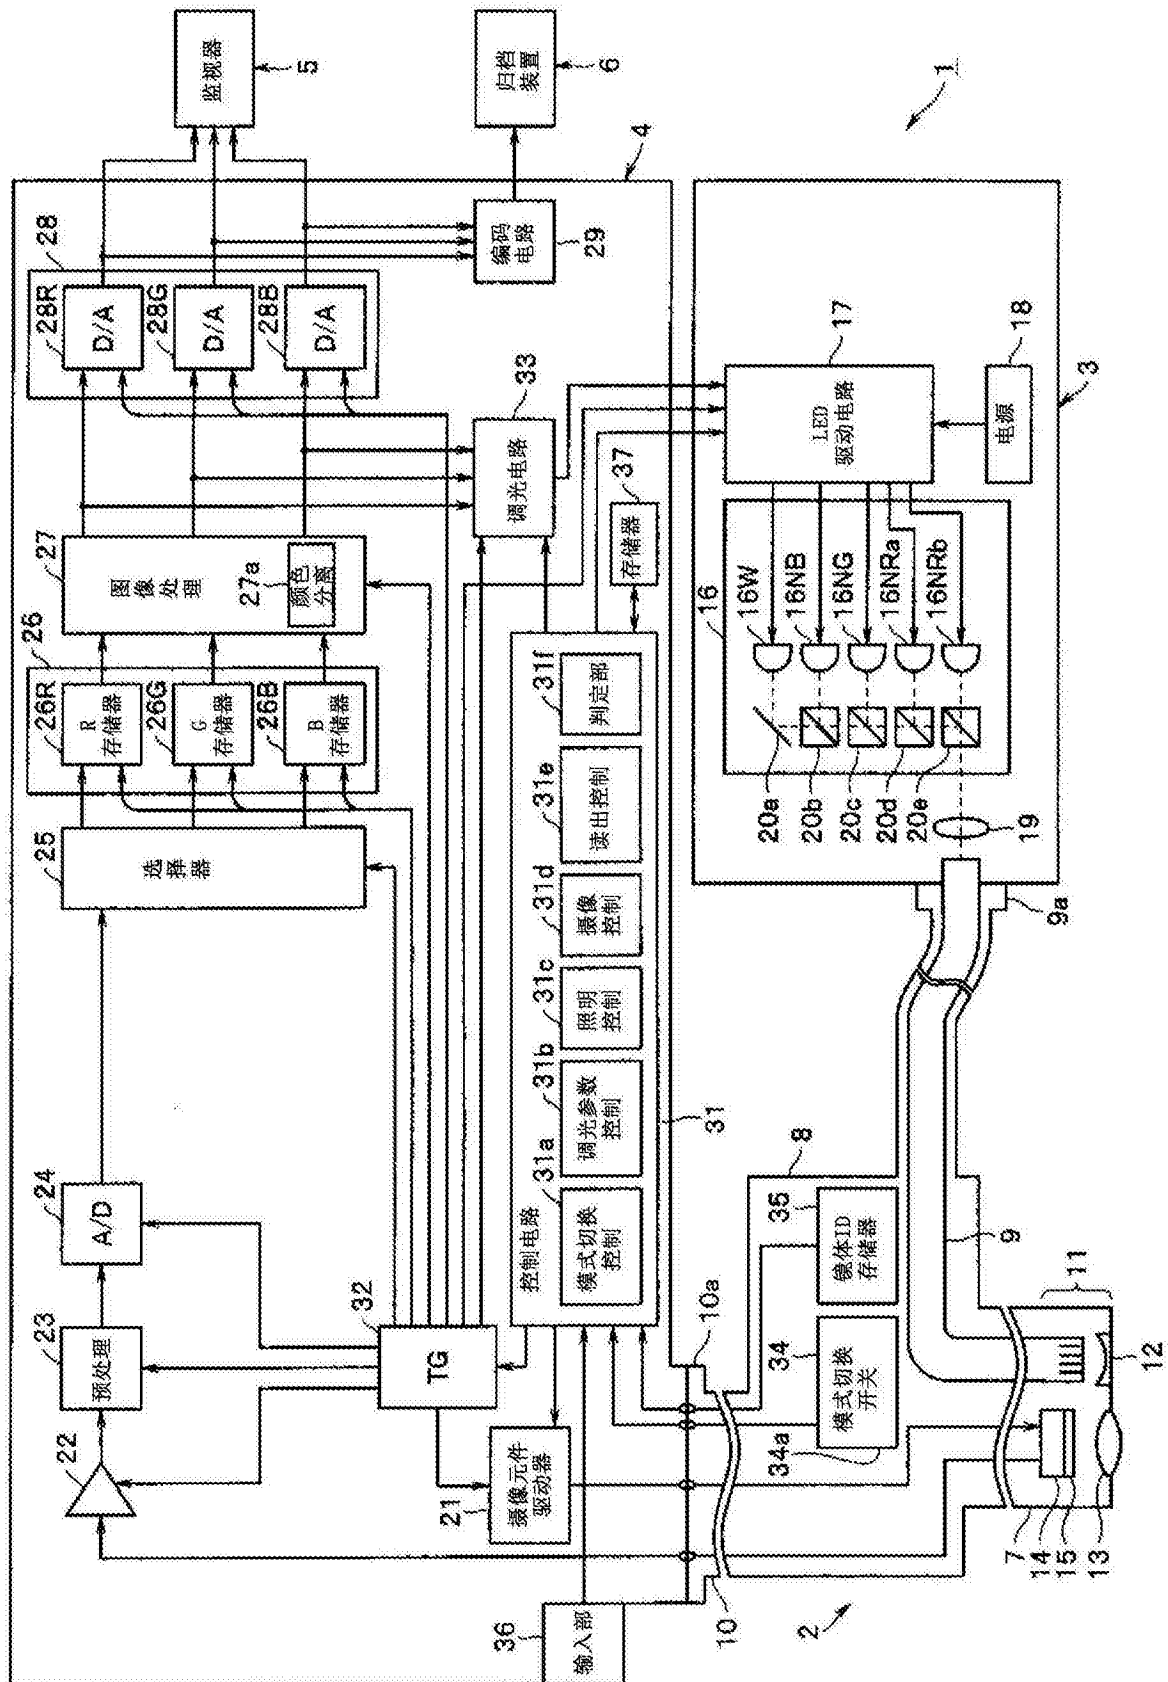 监视器
5
归档
装置
6
1
4
28
28R
D/A
28G
D/A
28B
D/A
编码
电路
29
33
调光电路
37
存储器
27
图像
处理
27a
颜色
分离
26
26R
R
存储器
26G
G
存储器
26B
B
存储器
25
选择器
24
A/D
23
预处理
22
32
TG
21
摄像元件
驱动器
36
输入部
控制电路
31a
模式切换
控制
31b
调光参数
控制
31c
照明
控制
31d
摄像
控制
31e
读出控制
31f
判定部
31
17
LED
驱动电路
18
电源
3
16
16W
16NB
16NG
16NRa
16NRb
20a
20b
20c
20d
20e
19
9a
8
35
镜体ID
存储器
34
模式切换
开关
34a
10a
10
9
11
12
2
7
14
15
13